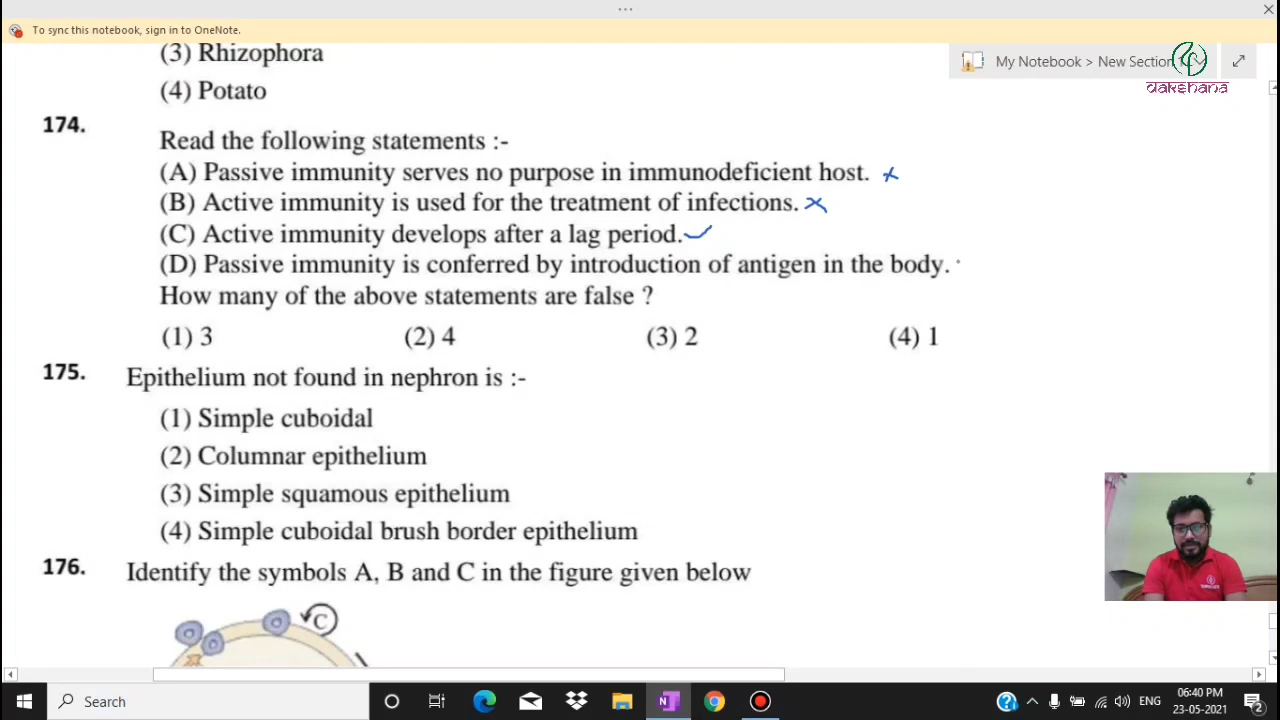 To sync this notebook, sign in to OneNote.
(3) Rhizophora
My Notebook > New Section
dakshana
(4) Potato
174.
Read the following statements :-
(A) Passive immunity serves no purpose in immunodeficient host.
(B) Active immunity is used for the treatment of infections.
(C) Active immunity develops after a lag period.
(D) Passive immunity is conferred by introduction of antigen in the body.
How many of the above statements are false ?
(1) 3 (2) 4 (3) 2 (4) 1
175. Epithelium not found in nephron is :-
(1) Simple cuboidal
(2) Columnar epithelium
(3) Simple squamous epithelium
(4) Simple cuboidal brush border epithelium
176. Identify the symbols A, B and C in the figure given below
C
Search
ENG
06:40 PM
23-05-2021
2